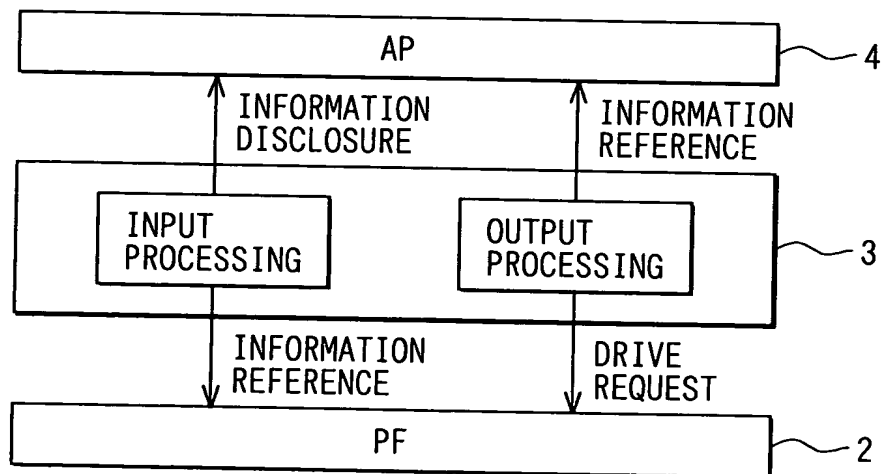 AP
4
INFORMATION
DISCLOSURE
INFORMATION
REFERENCE
INPUT
PROCESSING
OUTPUT
PROCESSING
3
INFORMATION
REFERENCE
DRIVE
REQUEST
PF
2